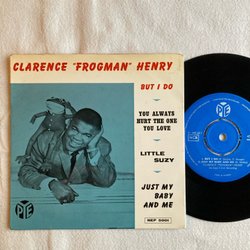 CLARENCE "FROGMAN" HENRY
BUT I DO
YOU ALWAYS
HURT THE ONE
YOU LOVE
LITTLE
SUZY
JUST MY
BABY
AND ME
PYE
NEP 5001
PYE